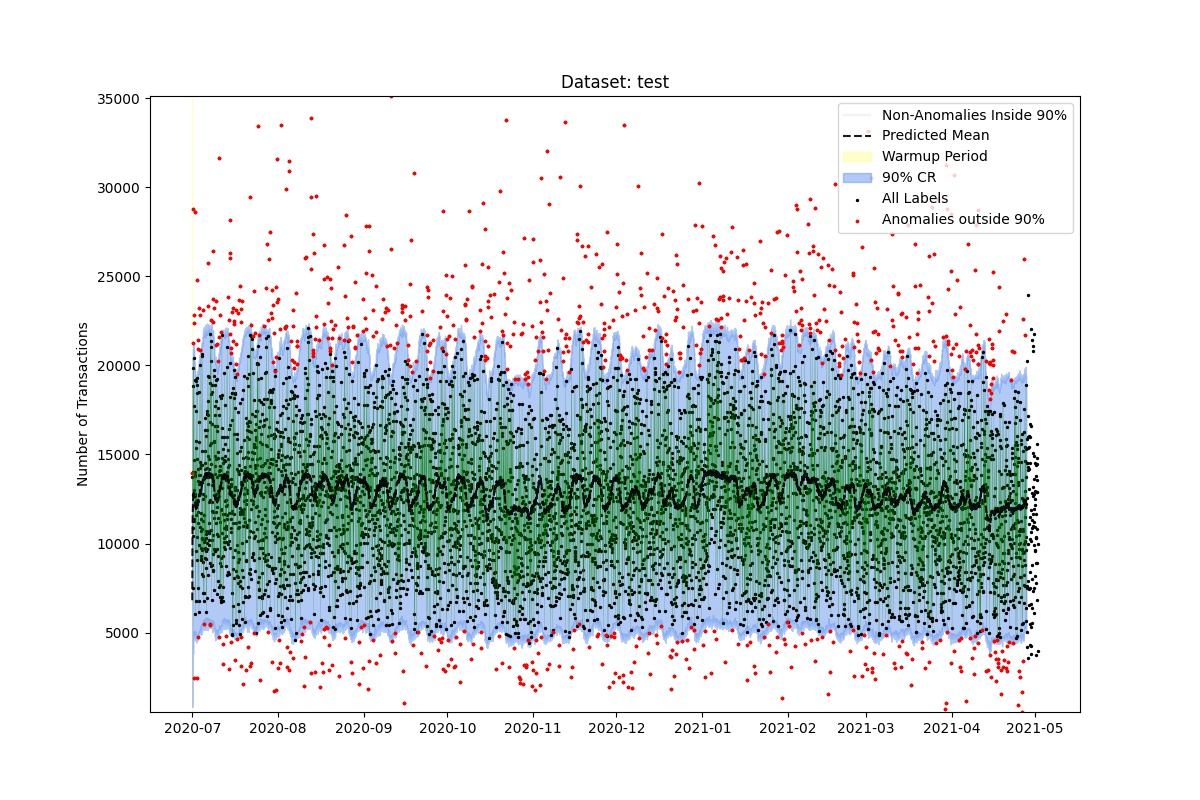 Dataset: test
Number of Transactions
35000
30000
25000
20000
15000
10000
5000
Non-Anomalies Inside 90%
Predicted Mean
Warmup Period
90% CR
All Labels
Anomalies outside 90%
2020-07 2020-08 2020-09 2020-10 2020-11 2020-12 2021-01 2021-02 2021-03 2021-04 2021-05